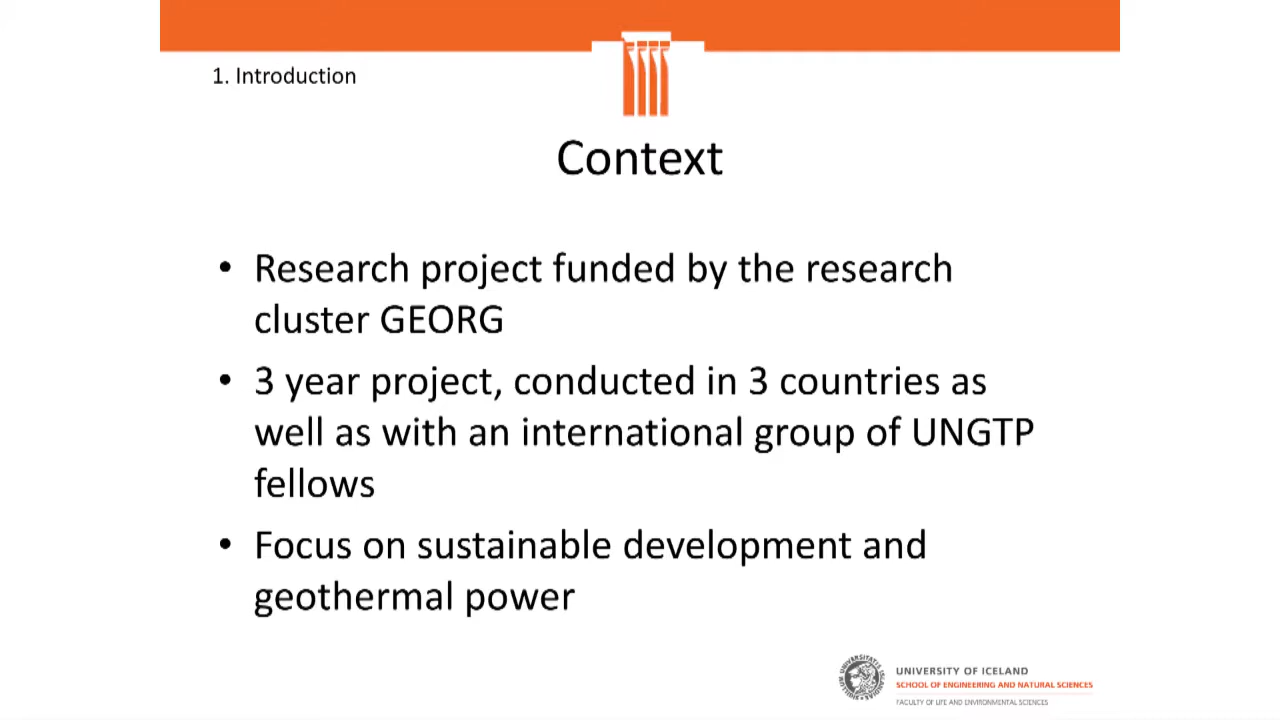 1. Introduction
Context
• Research project funded by the research
cluster GEORG
• 3 year project, conducted in 3 countries as
well as with an international group of UNGTP
fellows
• Focus on sustainable development and
geothermal power
UNIVERSITY OF ICELAND
SCHOOL OF ENGINEERING AND NATURAL SCIENCES
FACULTY OF LIFE AND ENVIRONMENTAL SCIENCES